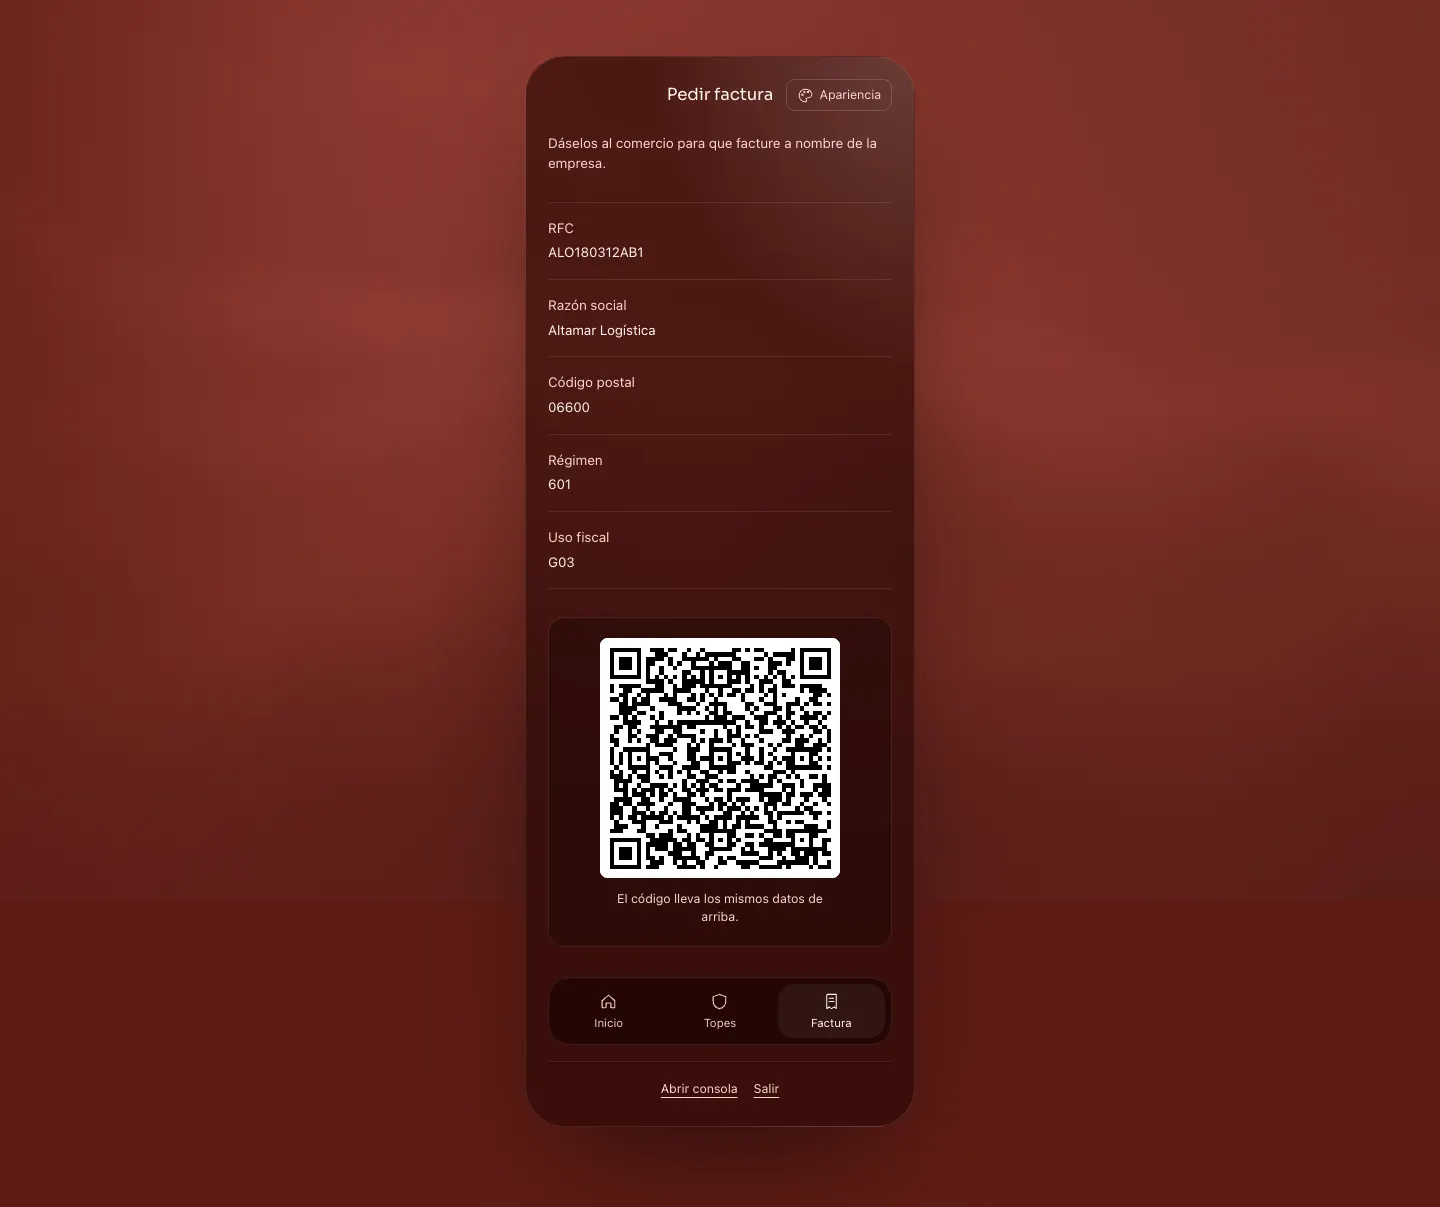 Pedir factura
Apariencia
Dáselos al comercio para que facture a nombre de la
empresa.
RFC
ALO180312AB1
Razón social
Altamar Logística
Código postal
06600
Régimen
601
Uso fiscal
G03
El código lleva los mismos datos de
arriba.
Inicio
Topes
Factura
Abrir consola
Salir